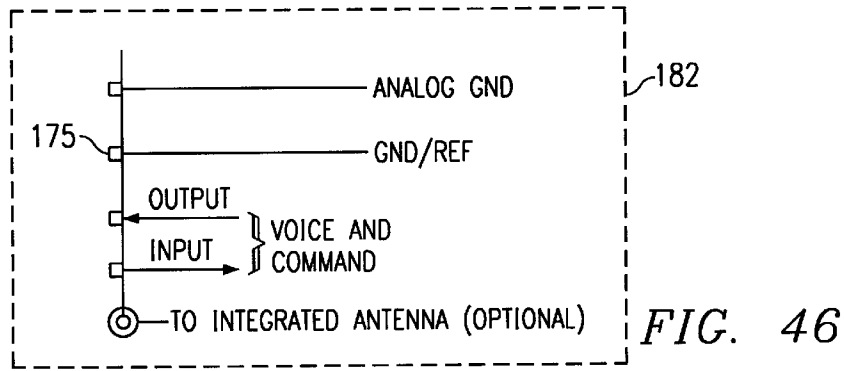 ANALOG GND
182
175
GND/REF
OUTPUT
VOICE AND
INPUT
COMMAND
TO INTEGRATED ANTENNA (OPTIONAL)
FIG. 46